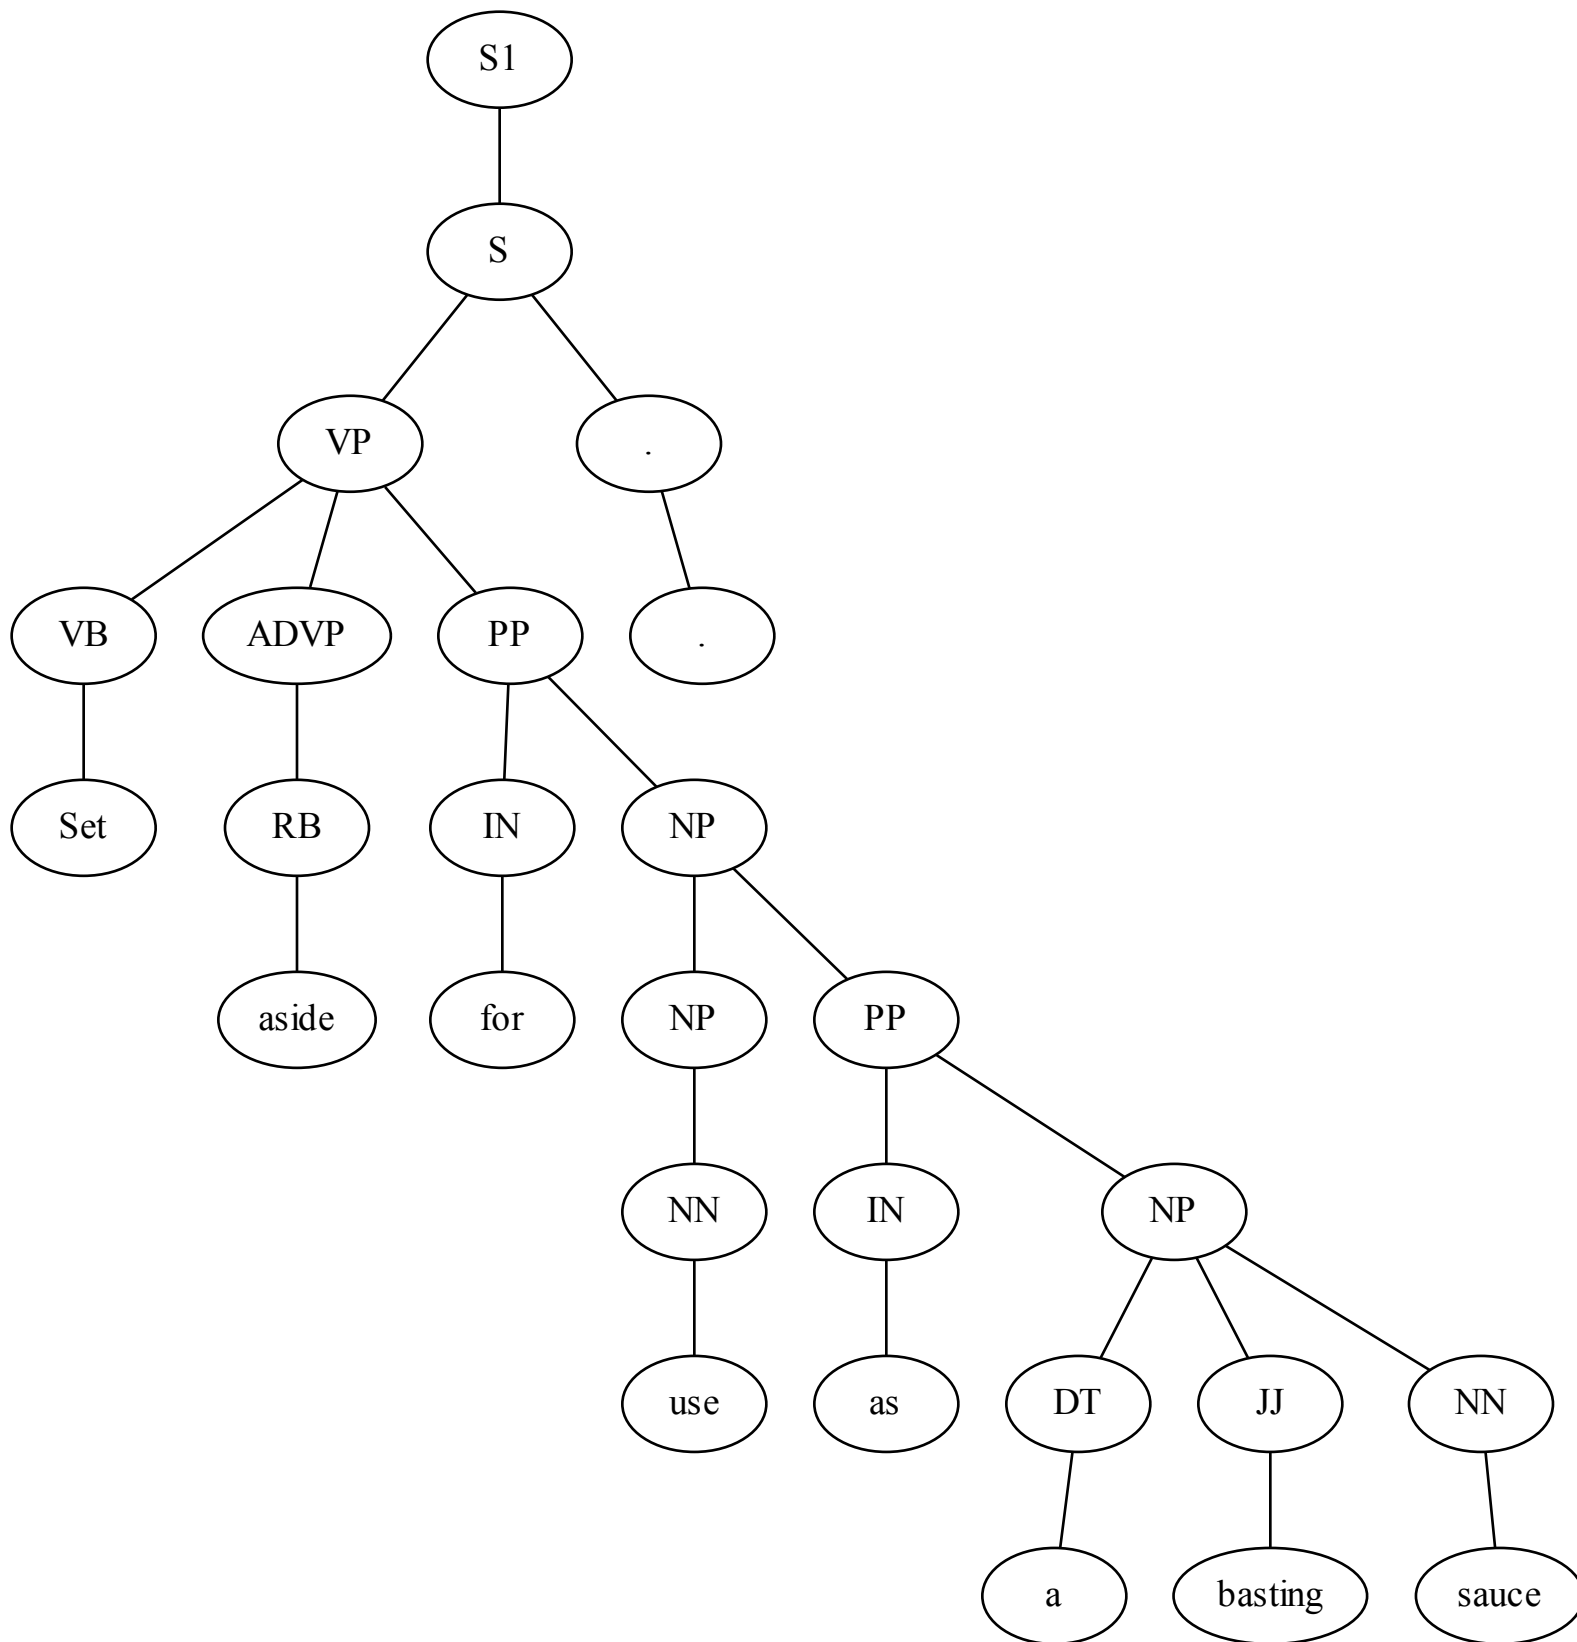 S1
S
VP .
VB ADVP PP .
Set RB IN NP
aside for NP PP
NN IN NP
use as DT JJ NN
a basting sauce